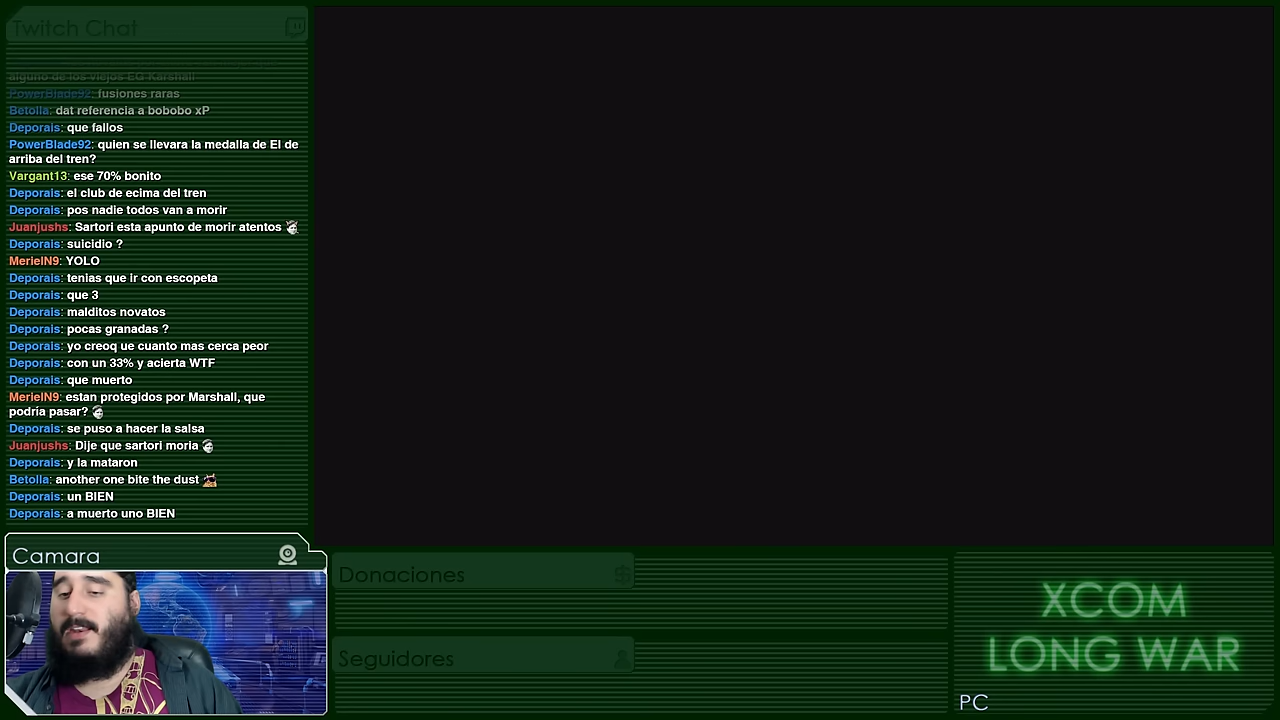 Twitch Chat
alguno de los viejos EG Karshall
PowerBlade92: fusiones raras
Betolla: dat referencia a bobobo xP
Deporais: que fallos
PowerBlade92: quien se llevara la medalla de El de
arriba del tren?
Vargant13: ese 70% bonito
Deporais: el club de ecima del tren
Deporais: pos nadie todos van a morir
Juanjushs: Sartori esta apunto de morir atentos
Deporais: suicidio ?
MerielN9: YOLO
Deporais: tenias que ir con escopeta
Deporais: que 3
Deporais: malditos novatos
Deporais: pocas granadas ?
Deporais: yo creoq ue cuanto mas cerca peor
Deporais: con un 33% y acierta WTF
Deporais: que muerto
MerielN9: estan protegidos por Marshall, que
podria pasar?
Deporais: se puso a hacer la salsa
Juanjushs: Dije que sartori moria
Deporais: y la mataron
Betolla: another one bite the dust
Deporais: un BIEN
Deporais: a muerto uno BIEN
Camara
Donaciones
Seguidores
XCOM
LONG WAR
PC